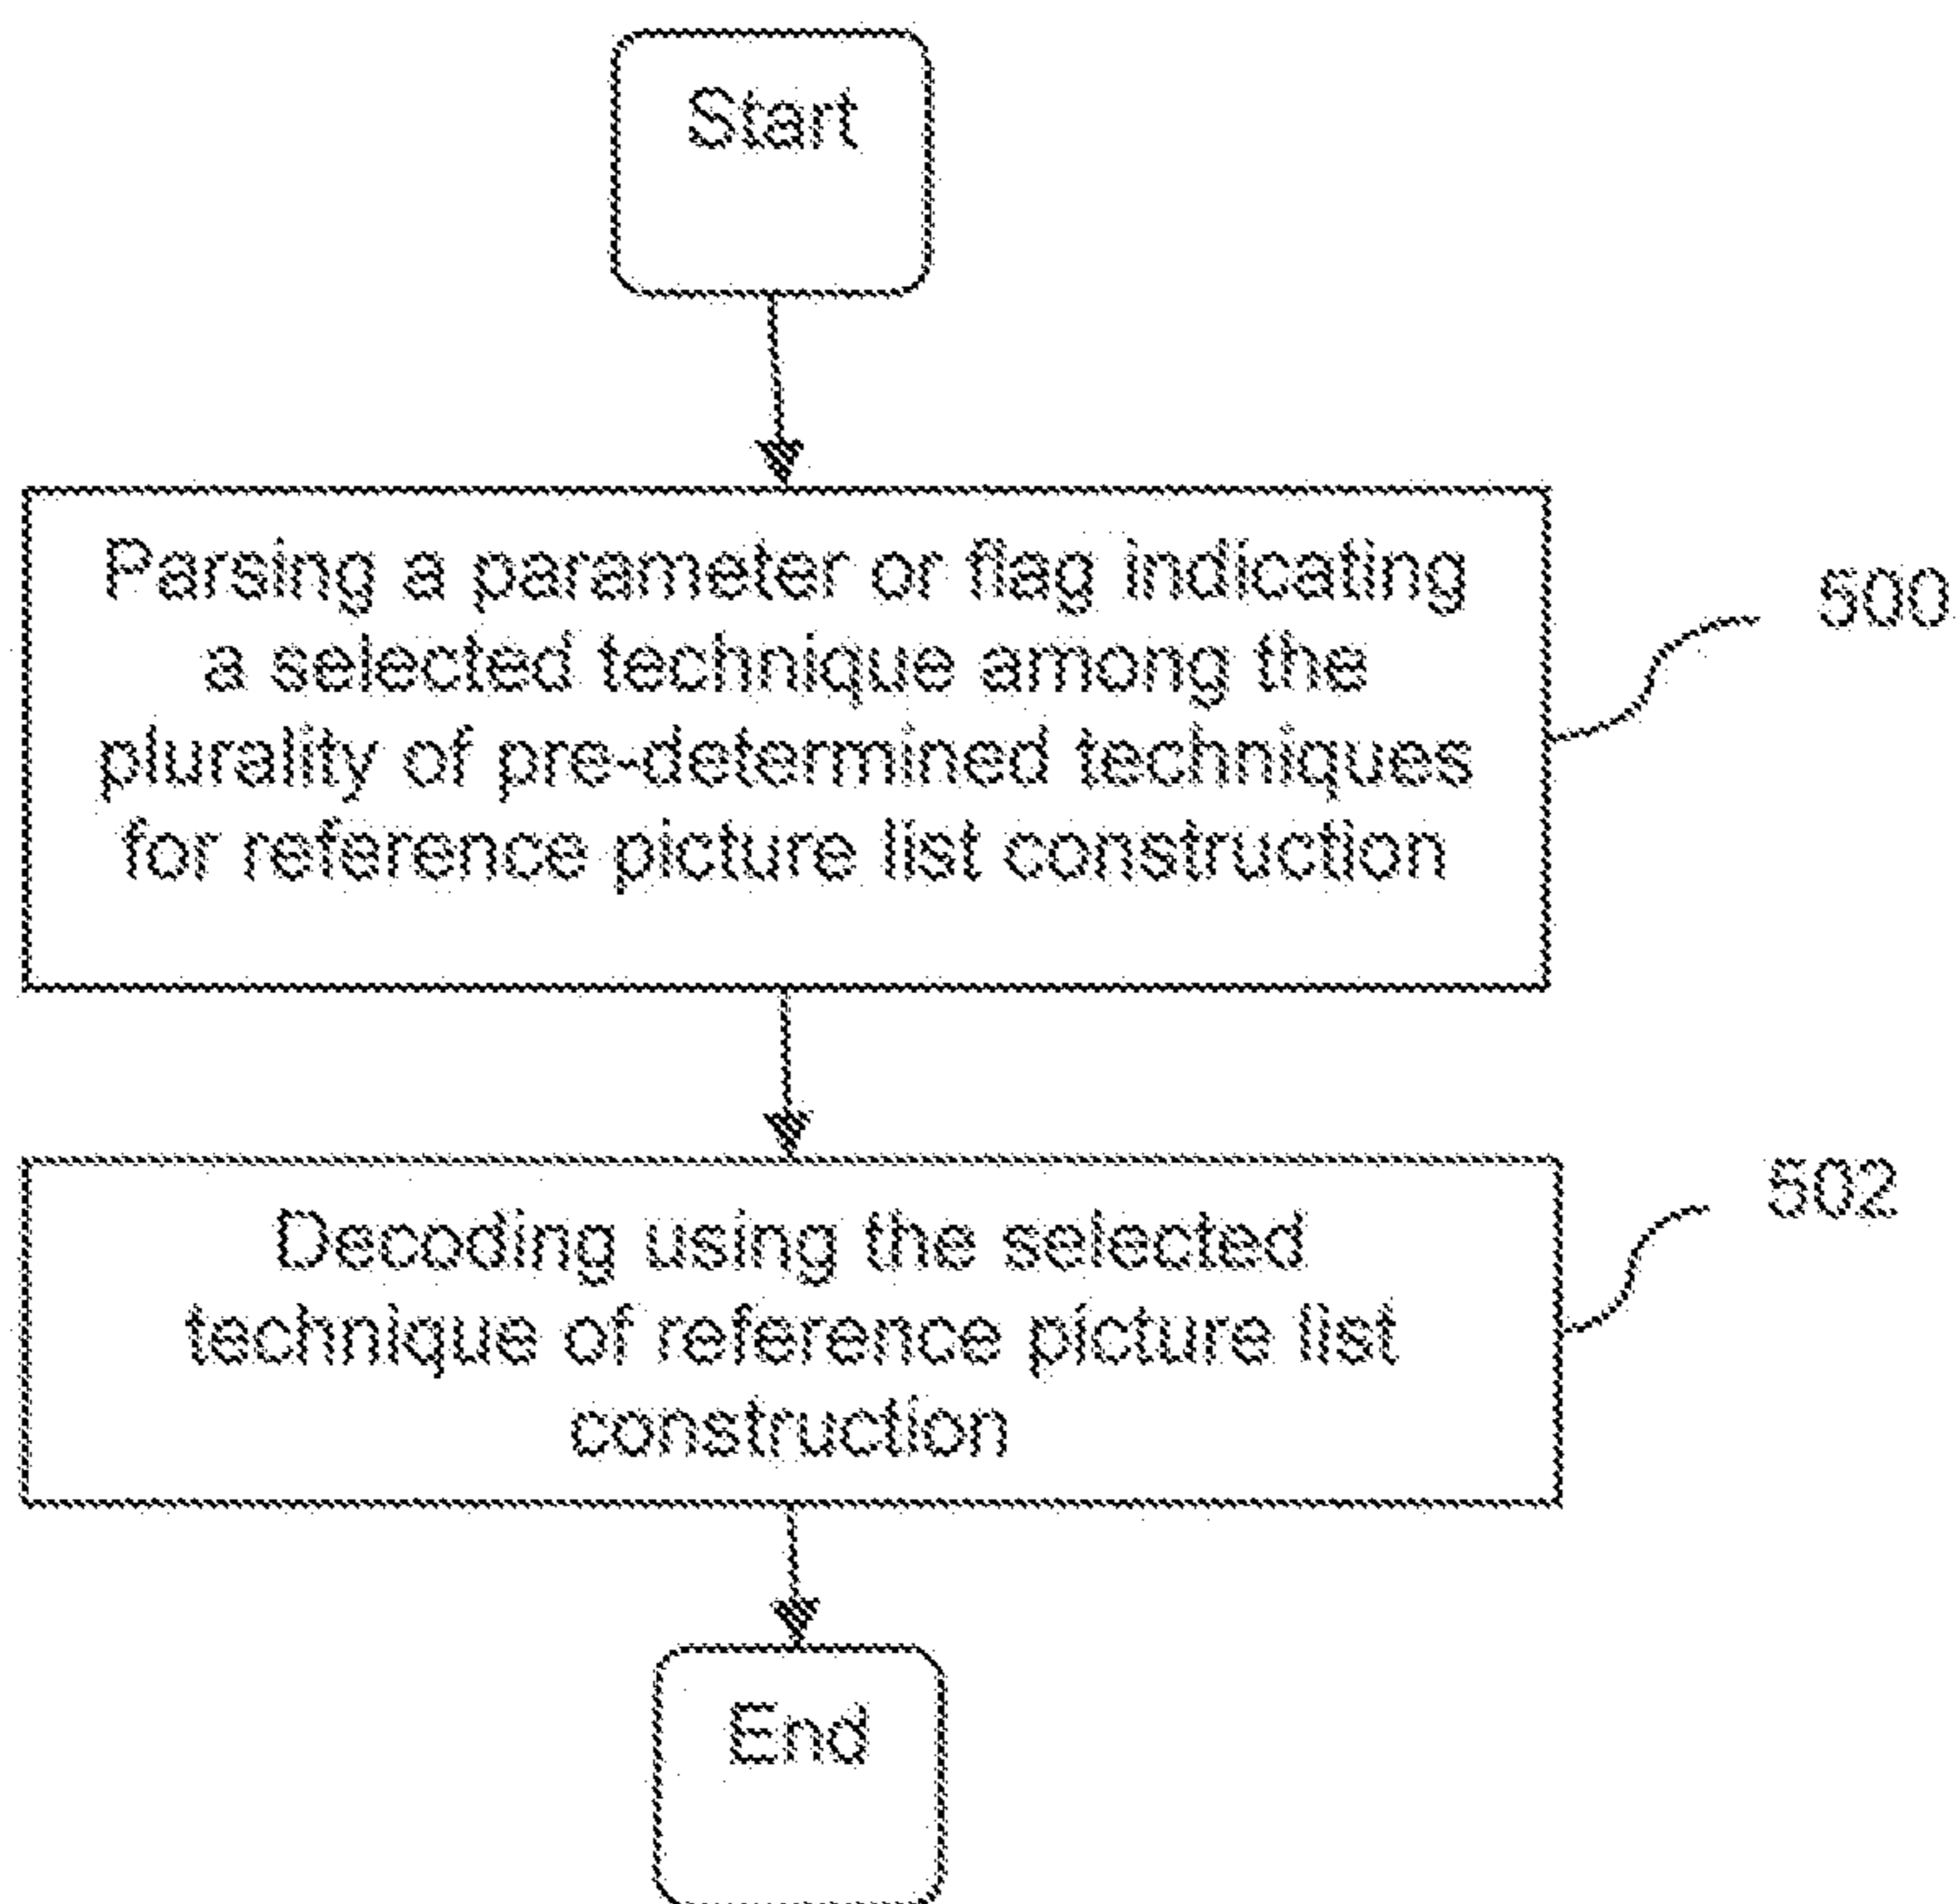 Start
Parsing a parameter or flag indicating
a selected technique among the
plurality of pre-determined techniques
for reference picture list construction
500
Decoding using the selected
technique of reference picture list
construction
502
End